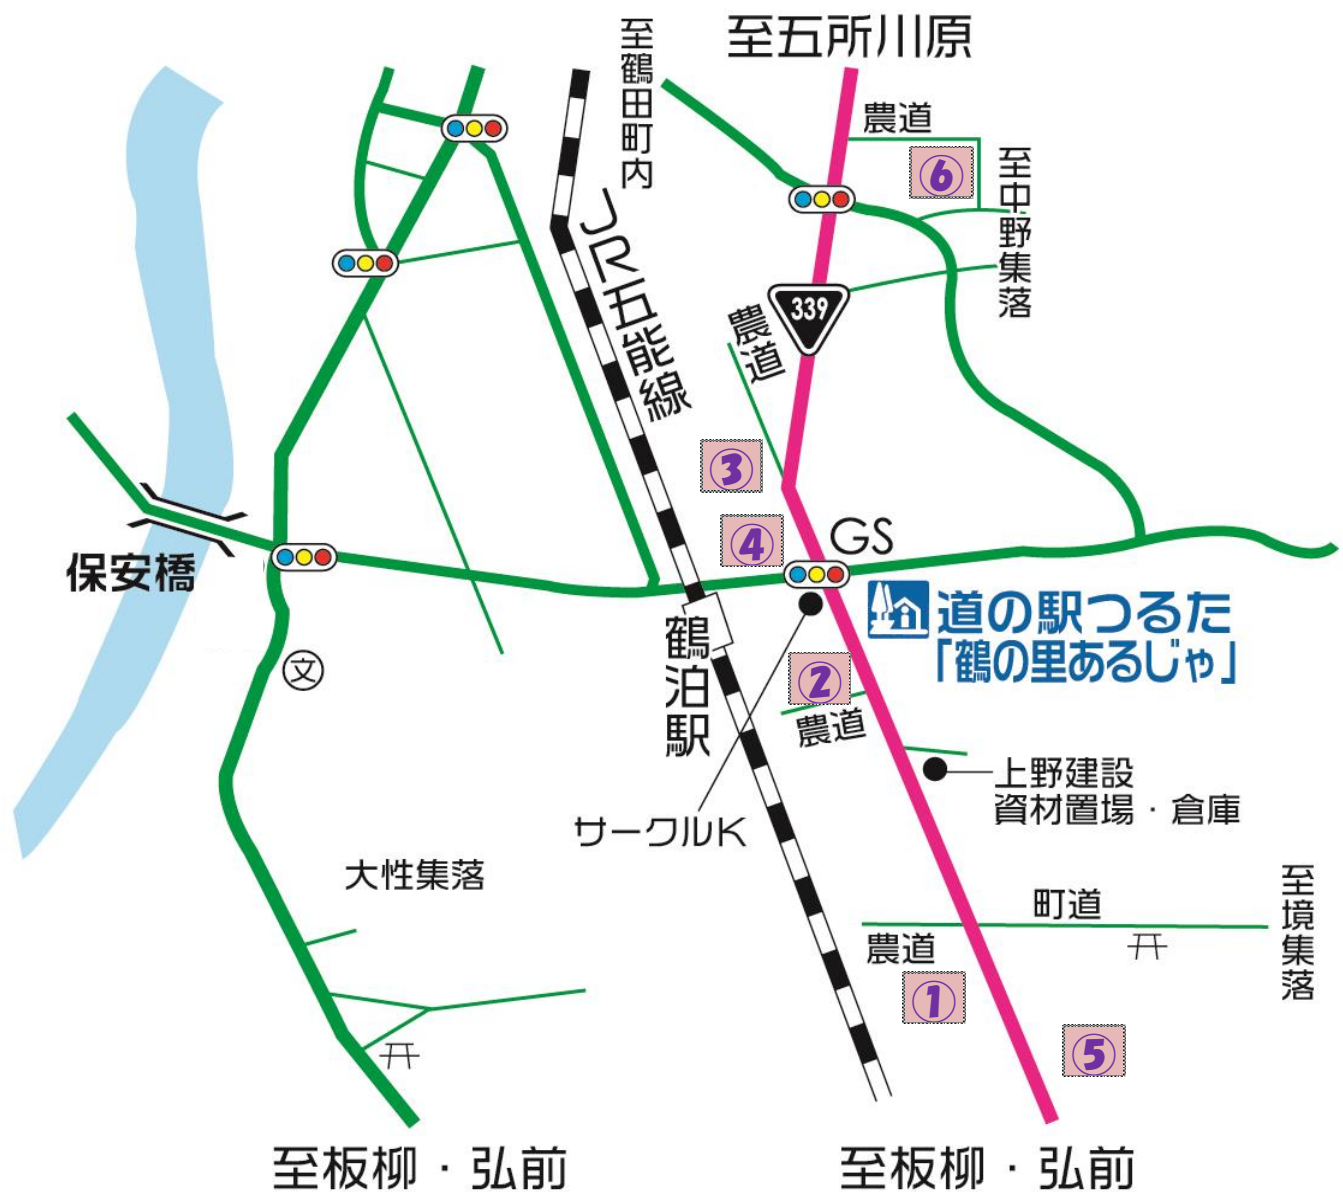 至五所川原
至鶴田町内
農道
⑥
至中野集落
JR五能線
339
農道
③
④
GS
保安橋
道の駅つるた
「鶴の里あるじゃ」
文
鶴泊駅
②
農道
上野建設
資材置場・倉庫
サークルK
大性集落
町道
至境集落
農道
①
⑤
至板柳・弘前
至板柳・弘前